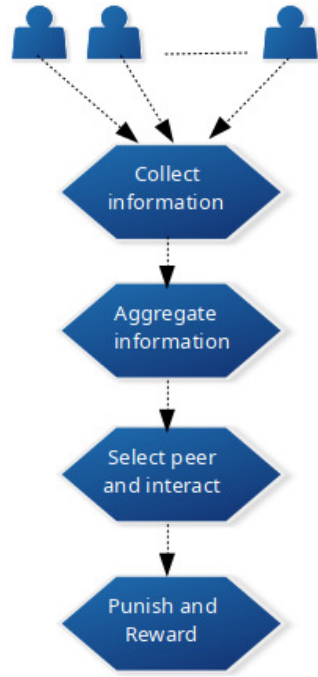 Collect
information
Aggregate
information
Select peer
and interact
Punish and
Reward